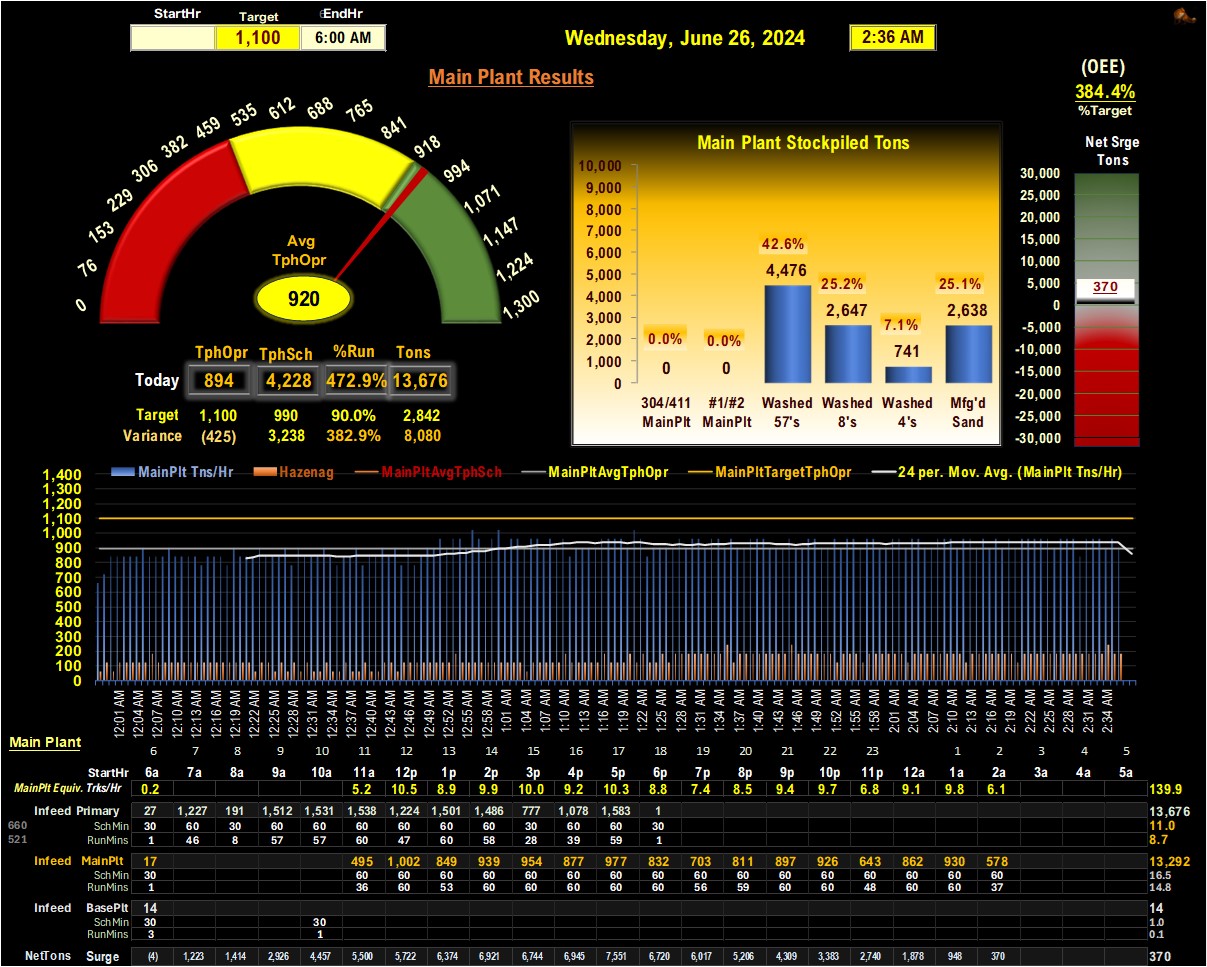 StartHr Target EndHr
1,100 6:00 AM
Wednesday, June 26, 2024 2:36 AM
Main Plant Results
(OEE)
384.4%
%Target
0 76 153 229 306 382 459 535 612 688 765 841 918 994 1,071 1,147 1,224 1,300
Avg
TphOpr
920
TphOpr TphSch %Run Tons
Today 894 4,228 472.9% 13,676
Target 1,100 990 90.0% 2,842
Variance (425) 3,238 382.9% 8,080
Main Plant Stockpiled Tons
10,000
9,000
8,000
7,000
6,000
5,000
4,000
3,000
2,000
1,000
0
0.0% 0.0% 42.6% 25.2% 7.1% 25.1%
0 0 4,476 2,647 741 2,638
304/411 #1/#2 Washed Washed Washed Mfg'd
MainPlt MainPlt 57's 8's 4's Sand
Net Srge
Tons
30,000
25,000
20,000
15,000
10,000
5,000
370
0
-5,000
-10,000
-15,000
-20,000
-25,000
-30,000
MainPlt Tns/Hr Hazenag MainPltAvgTphSch MainPltAvgTphOpr MainPltTargetTphOpr 24 per. Mov. Avg. (MainPlt Tns/Hr)
1,400
1,300
1,200
1,100
1,000
900
800
700
600
500
400
300
200
100
0
12:01 AM 12:04 AM 12:07 AM 12:10 AM 12:13 AM 12:16 AM 12:19 AM 12:22 AM 12:25 AM 12:28 AM 12:31 AM 12:34 AM 12:37 AM 12:40 AM 12:43 AM 12:46 AM 12:49 AM 12:52 AM 12:55 AM 12:58 AM 1:01 AM 1:04 AM 1:07 AM 1:10 AM 1:13 AM 1:16 AM 1:19 AM 1:22 AM 1:25 AM 1:28 AM 1:31 AM 1:34 AM 1:37 AM 1:40 AM 1:43 AM 1:46 AM 1:49 AM 1:52 AM 1:55 AM 1:58 AM 2:01 AM 2:04 AM 2:07 AM 2:10 AM 2:13 AM 2:16 AM 2:19 AM 2:22 AM 2:25 AM 2:28 AM 2:31 AM 2:34 AM
Main Plant
6 7 8 9 10 11 12 13 14 15 16 17 18 19 20 21 22 23 1 2 3 4 5
StartHr 6a 7a 8a 9a 10a 11a 12p 1p 2p 3p 4p 5p 6p 7p 8p 9p 10p 11p 12a 1a 2a 3a 4a 5a
MainPlt Equiv. Trks/Hr 0.2 5.2 10.5 8.9 9.9 10.0 9.2 10.3 8.8 7.4 8.5 9.4 9.7 6.8 9.1 9.8 6.1 139.9
Infeed Primary 27 1,227 191 1,512 1,531 1,538 1,224 1,501 1,486 777 1,078 1,583 1 13,676
660 SchMin 30 60 30 60 60 60 60 60 60 30 60 60 30 11.0
521 RunMins 1 46 8 57 57 60 47 60 58 28 39 59 1 8.7
Infeed MainPlt 17 495 1,002 849 939 954 877 977 832 703 811 897 926 643 862 930 578 13,292
SchMin 30 60 60 60 60 60 60 60 60 60 60 60 60 60 60 60 60 16.5
RunMins 1 36 60 53 60 60 60 60 60 56 59 60 60 48 60 60 37 14.8
Infeed BasePlt 14 14
SchMin 30 30 1.0
RunMins 3 1 0.1
NetTons Surge (4) 1,223 1,414 2,926 4,457 5,500 5,722 6,374 6,921 6,744 6,945 7,551 6,720 6,017 5,206 4,309 3,383 2,740 1,878 948 370 370